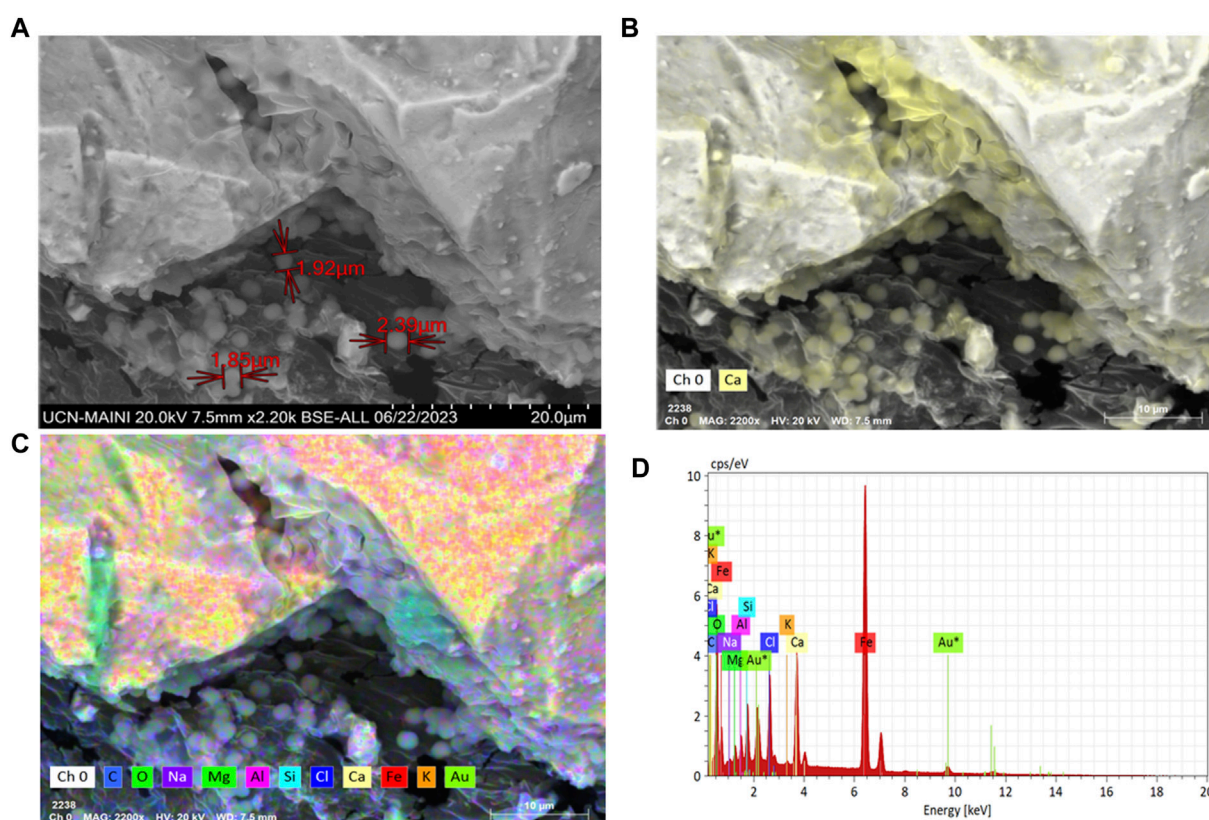 A
1.92µm
2.39µm
1.85µm
UCN-MAINI 20.0kV 7.5mm x2.20k BSE-ALL 06/22/2023 20.0µm
B
Ch 0 Ca
2238
Ch 0 MAG: 2200x HV: 20 kV WD: 7.5 mm
10 µm
C
Ch 0 C O Na Mg Al Si Cl Ca Fe K Au
2238
Ch 0 MAG: 2200x HV: 20 kV WD: 7.5 mm
10 µm
D
cps/eV
10
8
6
4
2
0
u*
K
Fe
Ca
Cl Si
O Al K
C Na Cl Ca Fe Au*
Mg Au*
2 4 6 8 10 12 14 16 18 20
Energy [keV]